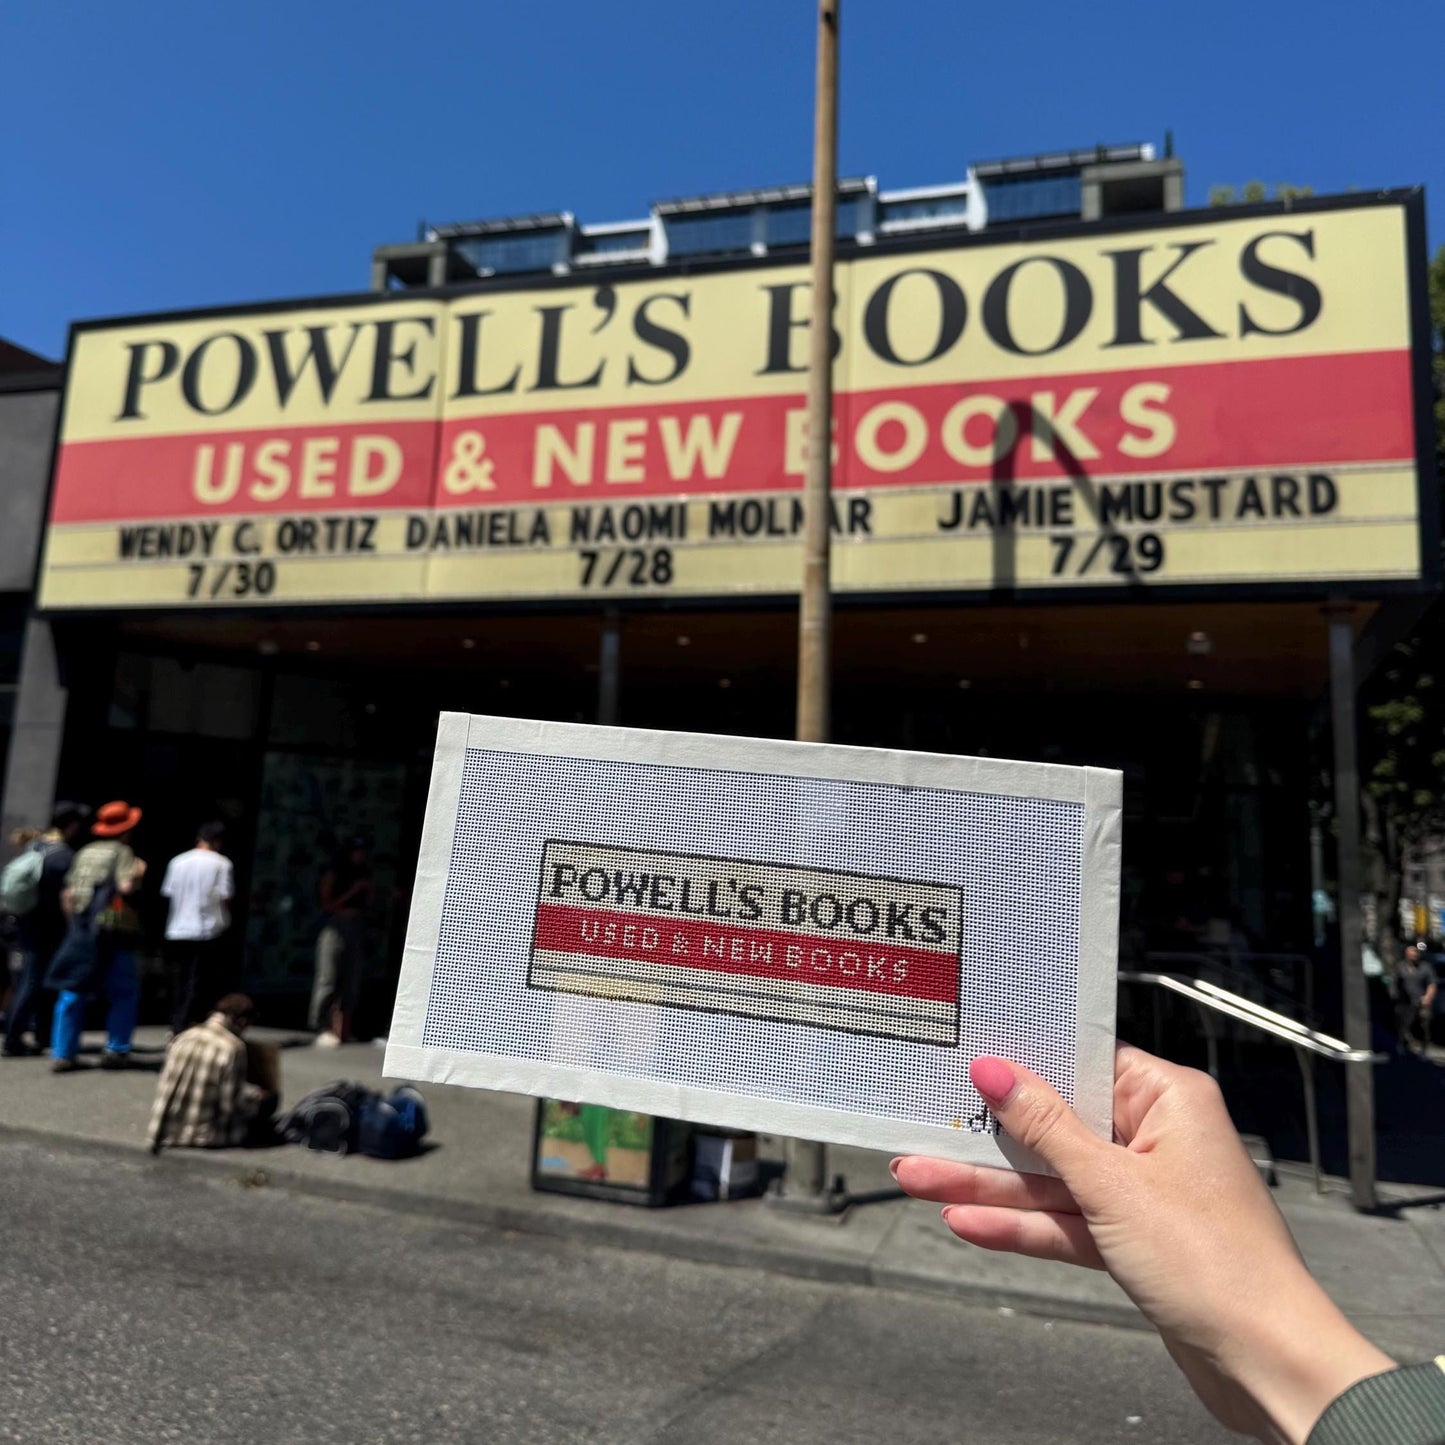 POWELL'S BOOKS
USED & NEW BOOKS
WENDY C. ORTIZ DANIELA NAOMI MOLNAR JAMIE MUSTARD
7/30 7/28 7/29
POWELL'S BOOKS
USED & NEW BOOKS